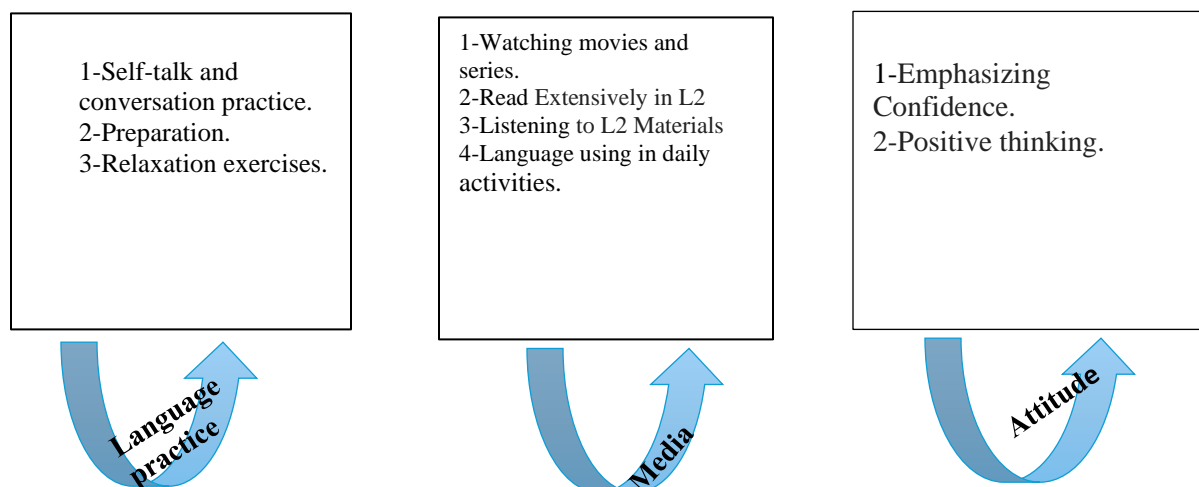 1-Self-talk and
conversation practice.
2-Preparation.
3-Relaxation exercises.
1-Watching movies and
series.
2-Read Extensively in L2
3-Listening to L2 Materials
4-Language using in daily
activities.
1-Emphasizing
Confidence.
2-Positive thinking.
Language
practice
Media
Attitude